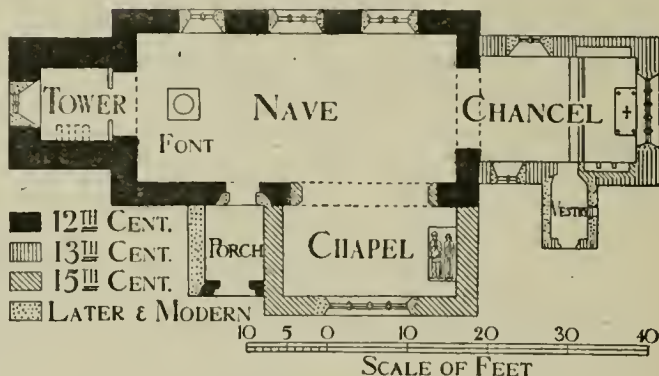 TOWER
NAVE
CHANCEL
FONT
VESTRY
12TH CENT.
13TH CENT.
15TH CENT.
LATER & MODERN
PORCH
CHAPEL
10 5 0 10 20 30 40
SCALE OF FEET